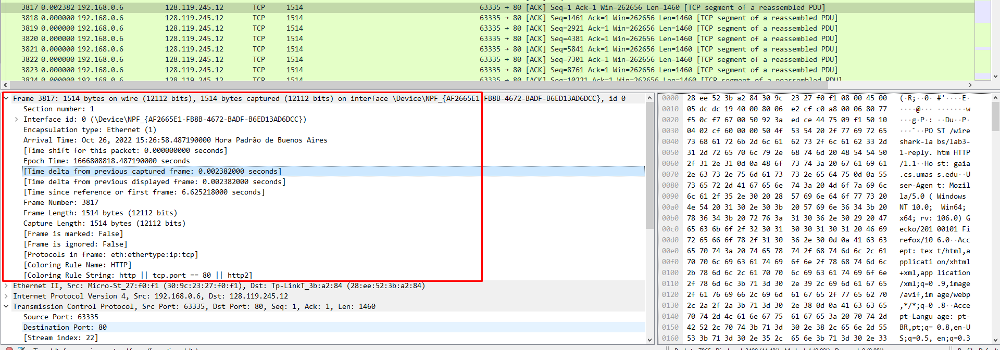 3817 0.002382 192.168.0.6 128.119.245.12 TCP 1514 63335 → 80 [ACK] Seq=1 Ack=1 Win=262656 Len=1460 [TCP segment of a reassembled PDU]
3818 0.000000 192.168.0.6 128.119.245.12 TCP 1514 63335 → 80 [ACK] Seq=1461 Ack=1 Win=262656 Len=1460 [TCP segment of a reassembled PDU]
3819 0.000000 192.168.0.6 128.119.245.12 TCP 1514 63335 → 80 [ACK] Seq=2921 Ack=1 Win=262656 Len=1460 [TCP segment of a reassembled PDU]
3820 0.000000 192.168.0.6 128.119.245.12 TCP 1514 63335 → 80 [ACK] Seq=4381 Ack=1 Win=262656 Len=1460 [TCP segment of a reassembled PDU]
3821 0.000000 192.168.0.6 128.119.245.12 TCP 1514 63335 → 80 [ACK] Seq=5841 Ack=1 Win=262656 Len=1460 [TCP segment of a reassembled PDU]
3822 0.000000 192.168.0.6 128.119.245.12 TCP 1514 63335 → 80 [ACK] Seq=7301 Ack=1 Win=262656 Len=1460 [TCP segment of a reassembled PDU]
3823 0.000000 192.168.0.6 128.119.245.12 TCP 1514 63335 → 80 [ACK] Seq=8761 Ack=1 Win=262656 Len=1460 [TCP segment of a reassembled PDU]
3824 0.000000 192.168.0.6 128.119.245.12 TCP 1514 63335 → 80 [ACK] Seq=10221 Ack=1 Win=262656 Len=1460 [TCP segment of a reassembled PDU]
Frame 3817: 1514 bytes on wire (12112 bits), 1514 bytes captured (12112 bits) on interface \Device\NPF_{AF2665E1-FB8B-4672-BADF-B6ED13AD6DCC}, id 0
Section number: 1
Interface id: 0 (\Device\NPF_{AF2665E1-FB8B-4672-BADF-B6ED13AD6DCC})
Encapsulation type: Ethernet (1)
Arrival Time: Oct 26, 2022 15:26:58.487190000 Hora Padrão de Buenos Aires
[Time shift for this packet: 0.000000000 seconds]
Epoch Time: 1666808818.487190000 seconds
[Time delta from previous captured frame: 0.002382000 seconds]
[Time delta from previous displayed frame: 0.002382000 seconds]
[Time since reference or first frame: 6.625218000 seconds]
Frame Number: 3817
Frame Length: 1514 bytes (12112 bits)
Capture Length: 1514 bytes (12112 bits)
[Frame is marked: False]
[Frame is ignored: False]
[Protocols in frame: eth:ethertype:ip:tcp]
[Coloring Rule Name: HTTP]
[Coloring Rule String: http || tcp.port == 80 || http2]
Ethernet II, Src: Micro-St_27:f0:f1 (30:9c:23:27:f0:f1), Dst: Tp-LinkT_3b:a2:84 (28:ee:52:3b:a2:84)
Internet Protocol Version 4, Src: 192.168.0.6, Dst: 128.119.245.12
Transmission Control Protocol, Src Port: 63335, Dst Port: 80, Seq: 1, Ack: 1, Len: 1460
Source Port: 63335
Destination Port: 80
[Stream index: 22]
0000 28 ee 52 3b a2 84 30 9c 23 27 f0 f1 08 00 45 00 (·R;··0· #'····E·
0010 05 dc dc 19 40 00 80 06 e2 cf c0 a8 00 06 80 77 ····@··· ·······w
0020 f5 0c f7 67 00 50 92 3a ed ce 44 75 09 f1 50 10 ···g·P·: ··Du··P·
0030 04 02 cf 60 00 00 50 4f 53 54 20 2f 77 69 72 65 ···`··PO ST /wire
0040 73 68 61 72 6b 2d 6c 61 62 73 2f 6c 61 62 33 2d shark-la bs/lab3-
0050 31 2d 72 65 70 6c 79 2e 68 74 6d 20 48 54 54 50 1-reply. htm HTTP
0060 2f 31 2e 31 0d 0a 48 6f 73 74 3a 20 67 61 69 61 /1.1··Ho st: gaia
0070 2e 63 73 2e 75 6d 61 73 73 2e 65 64 75 0d 0a 55 .cs.umas s.edu··U
0080 73 65 72 2d 41 67 65 6e 74 3a 20 4d 6f 7a 69 6c ser-Agen t: Mozil
0090 6c 61 2f 35 2e 30 20 28 57 69 6e 64 6f 77 73 20 la/5.0 ( Windows
00a0 4e 54 20 31 30 2e 30 3b 20 57 69 6e 36 34 3b 20 NT 10.0; Win64;
00b0 78 36 34 3b 20 72 76 3a 31 30 36 2e 30 29 20 47 x64; rv: 106.0) G
00c0 65 63 6b 6f 2f 32 30 31 30 30 31 30 31 20 46 69 ecko/201 00101 Fi
00d0 72 65 66 6f 78 2f 31 30 36 2e 30 0d 0a 41 63 63 refox/10 6.0··Acc
00e0 65 70 74 3a 20 74 65 78 74 2f 68 74 6d 6c 2c 61 ept: tex t/html,a
00f0 70 70 6c 69 63 61 74 69 6f 6e 2f 78 68 74 6d 6c pplicati on/xhtml
0100 2b 78 6d 6c 2c 61 70 70 6c 69 63 61 74 69 6f 6e +xml,app lication
0110 2f 78 6d 6c 3b 71 3d 30 2e 39 2c 69 6d 61 67 65 /xml;q=0 .9,image
0120 2f 61 76 69 66 2c 69 6d 61 67 65 2f 77 65 62 70 /avif,im age/webp
0130 2c 2a 2f 2a 3b 71 3d 30 2e 38 0d 0a 41 63 63 65 ,*/*;q=0 .8··Acce
0140 70 74 2d 4c 61 6e 67 75 61 67 65 3a 20 70 74 2d pt-Langu age: pt-
0150 42 52 2c 70 74 3b 71 3d 30 2e 38 2c 65 6e 2d 55 BR,pt;q= 0.8,en-U
0160 53 3b 71 3d 30 2e 35 2c 65 6e 3b 71 3d 30 2e 33 S;q=0.5, en;q=0.3